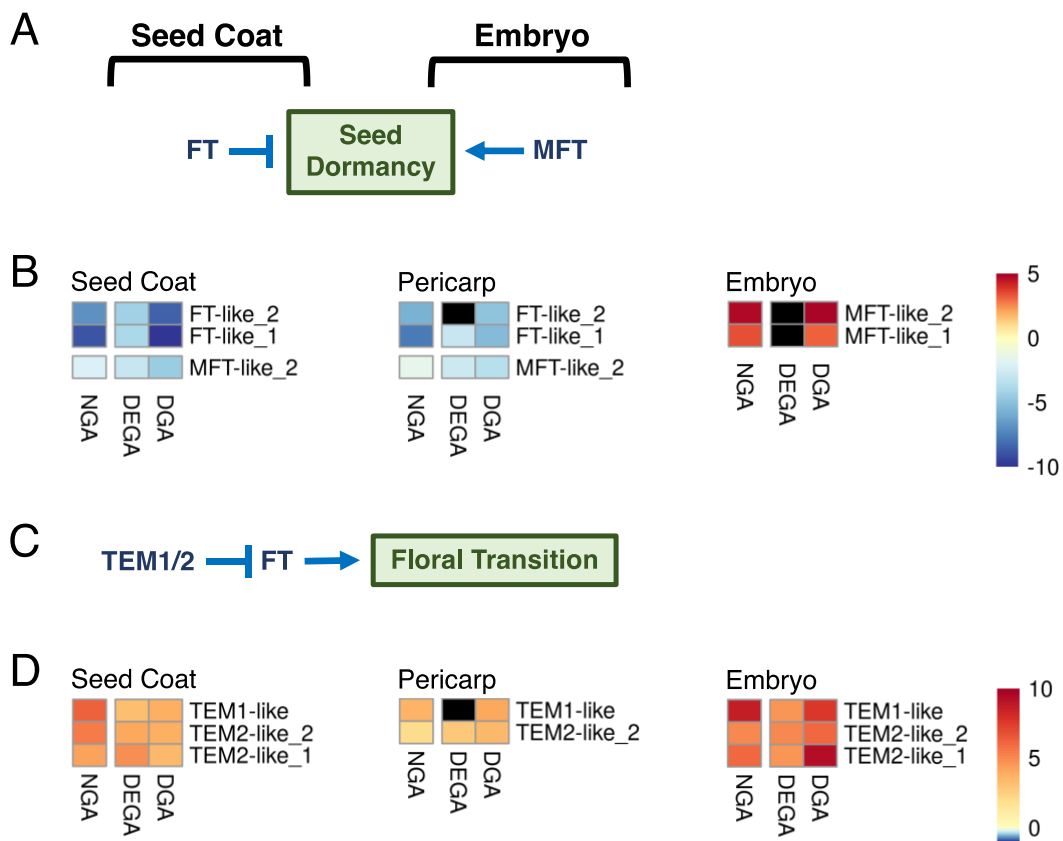 A
Seed Coat
Embryo
FT
Seed
Dormancy
MFT
B
Seed Coat
FT-like_2
FT-like_1
MFT-like_2
NGA
DEGA
DGA
Pericarp
FT-like_2
FT-like_1
MFT-like_2
NGA
DEGA
DGA
Embryo
MFT-like_2
MFT-like_1
NGA
DEGA
DGA
5
0
-5
-10
C
TEM1/2
FT
Floral Transition
D
Seed Coat
TEM1-like
TEM2-like_2
TEM2-like_1
NGA
DEGA
DGA
Pericarp
TEM1-like
TEM2-like_2
NGA
DEGA
DGA
Embryo
TEM1-like
TEM2-like_2
TEM2-like_1
NGA
DEGA
DGA
10
5
0